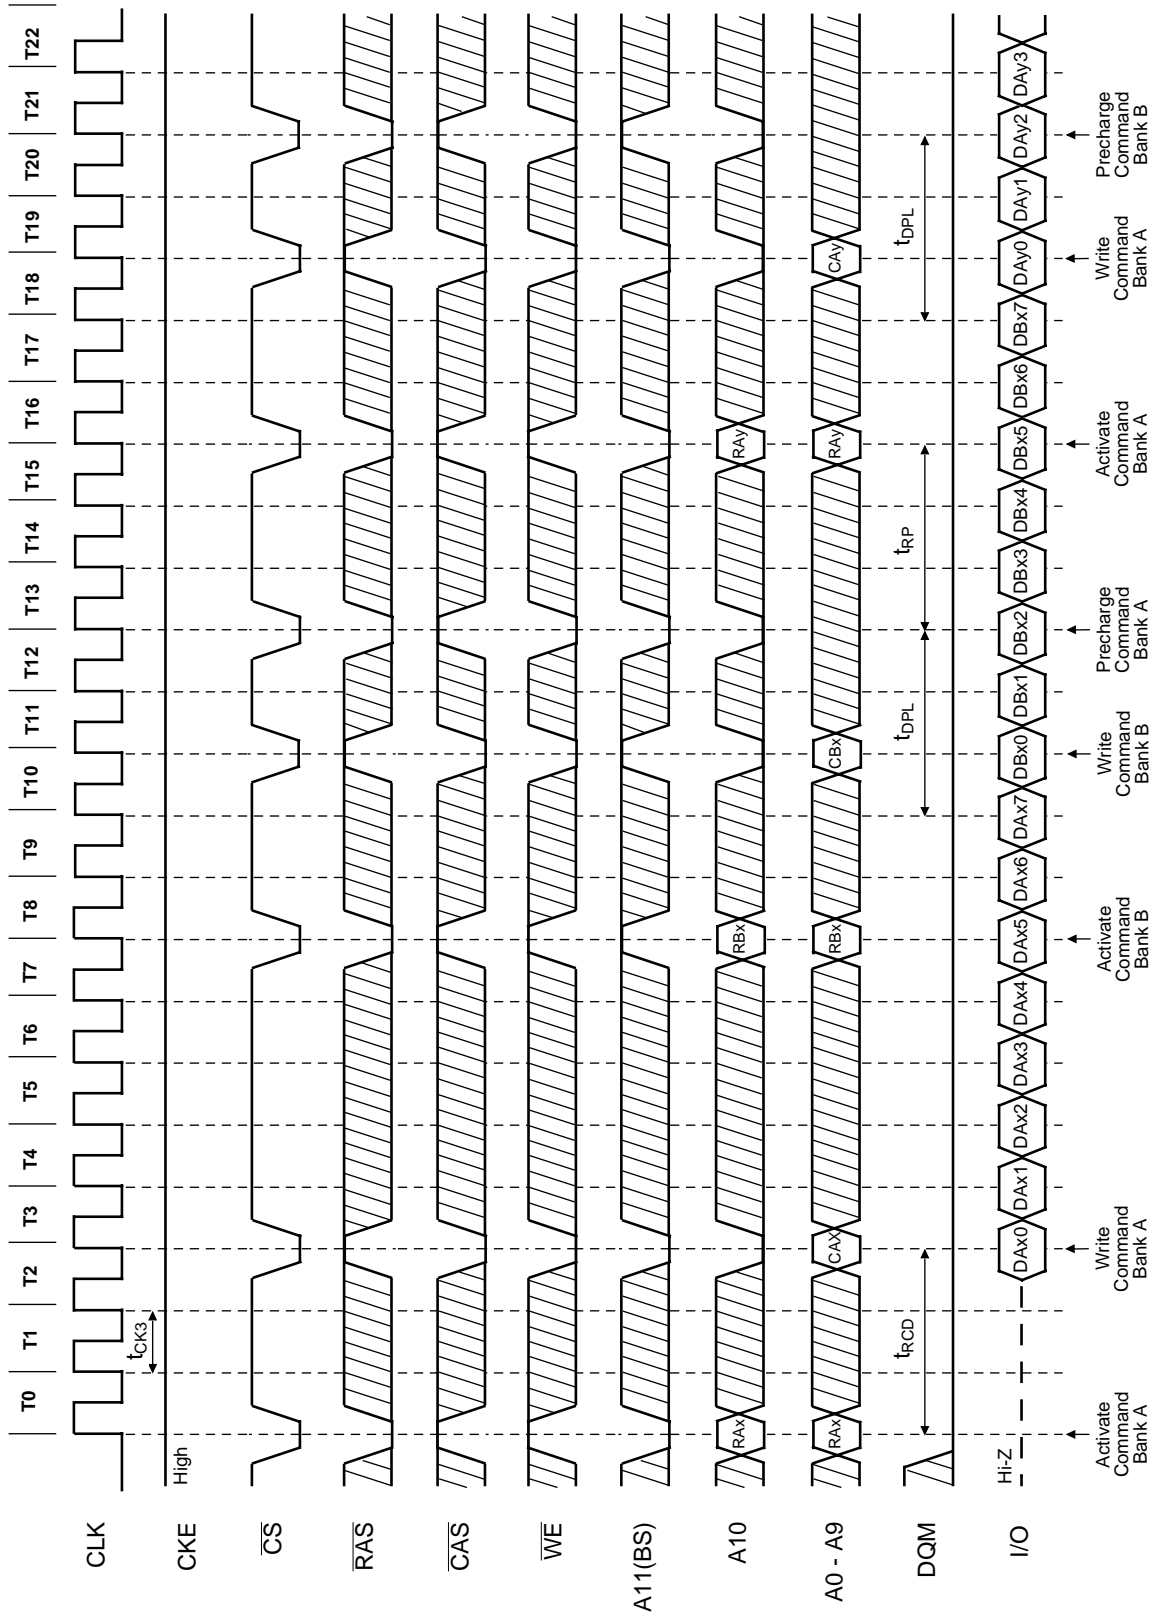 T0 T1 T2 T3 T4 T5 T6 T7 T8 T9 T10 T11 T12 T13 T14 T15 T16 T17 T18 T19 T20 T21 T22
CLK
tCK3
CKE
High
CS
RAS
CAS
WE
A11(BS)
A10
RAx RBx RAy
A0 - A9
RAx CAX RBx CBx RAy CAy
DQM
tRCD tDPL tRP tDPL
I/O
Hi-Z
DAx0 DAx1 DAx2 DAx3 DAx4 DAx5 DAx6 DAx7 DBx0 DBx1 DBx2 DBx3 DBx4 DBx5 DBx6 DBx7 DAy0 DAy1 DAy2 DAy3
Activate
Command
Bank A
Write
Command
Bank A
Activate
Command
Bank B
Write
Command
Bank B
Precharge
Command
Bank A
Activate
Command
Bank A
Write
Command
Bank A
Precharge
Command
Bank B